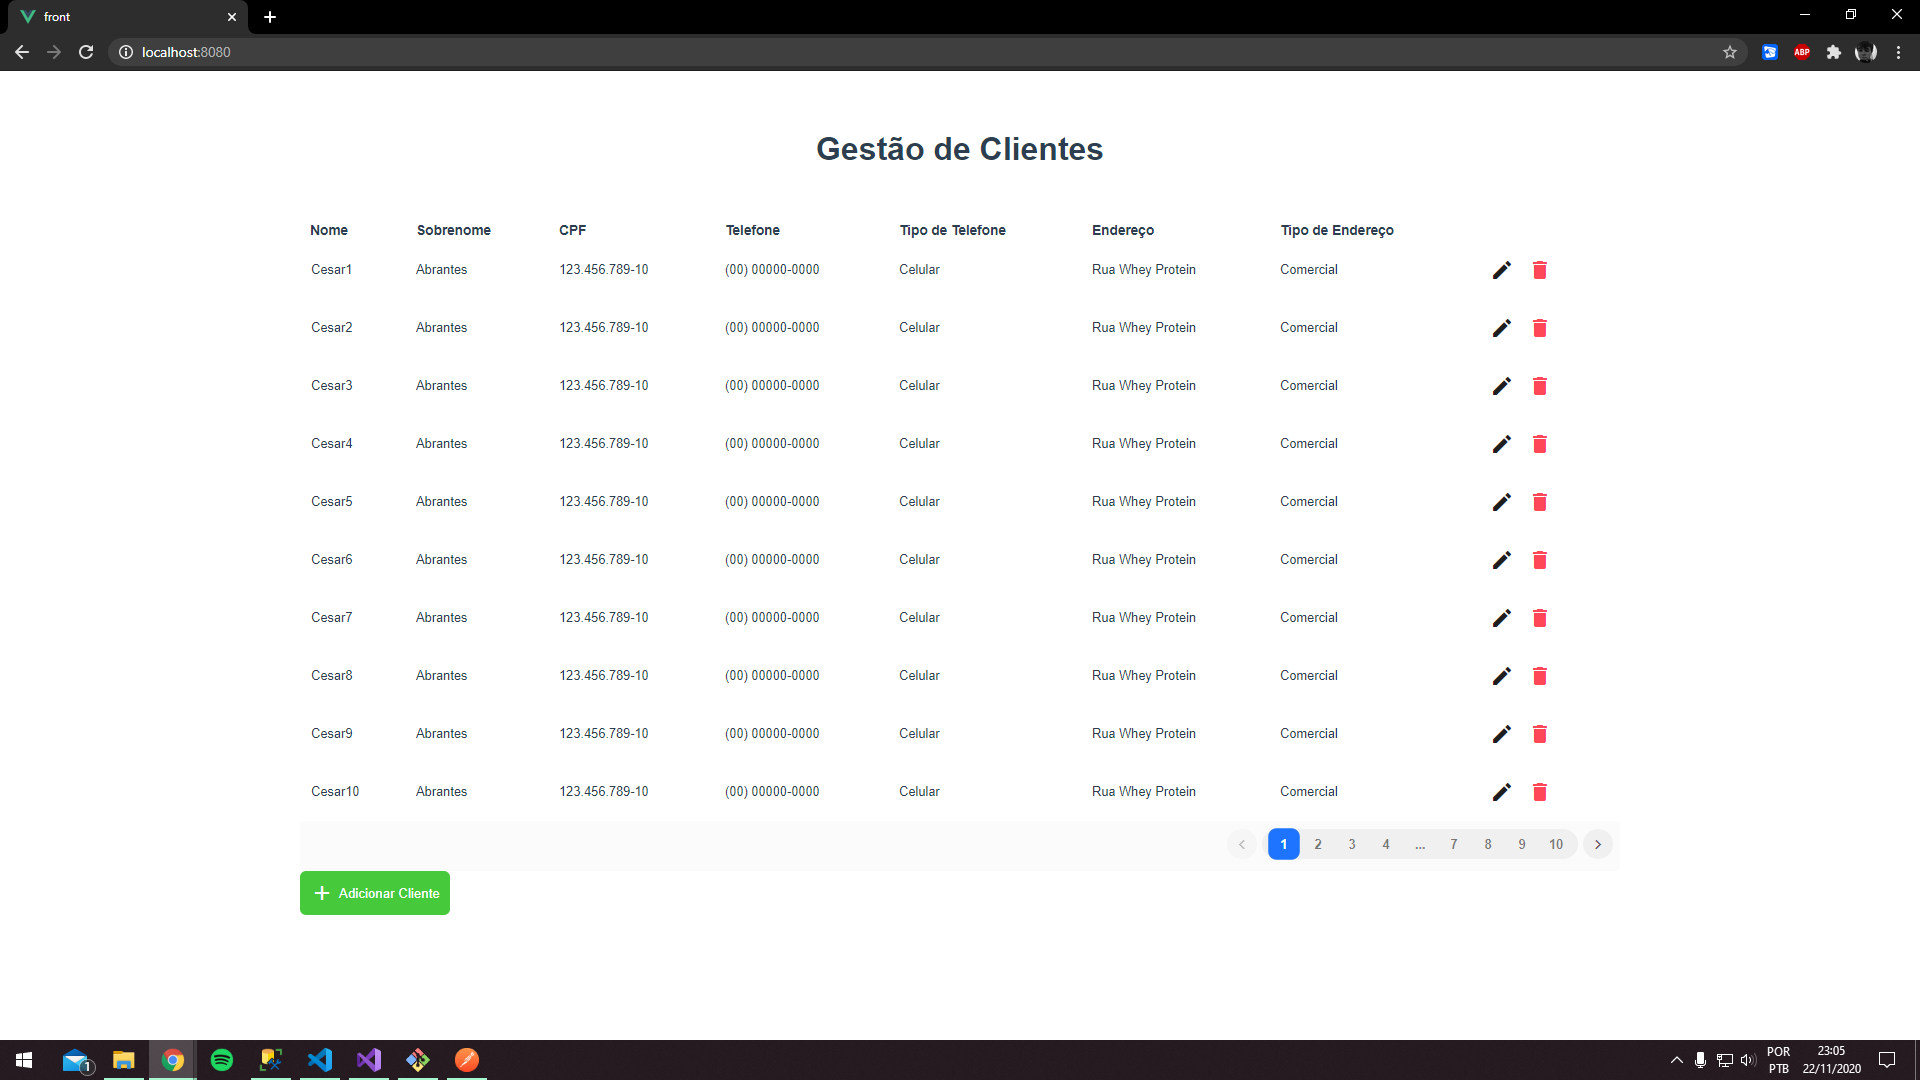 front
localhost:8080
ABP
Gestão de Clientes
Nome Sobrenome CPF Telefone Tipo de Telefone Endereço Tipo de Endereço
Cesar1 Abrantes 123.456.789-10 (00) 00000-0000 Celular Rua Whey Protein Comercial
Cesar2 Abrantes 123.456.789-10 (00) 00000-0000 Celular Rua Whey Protein Comercial
Cesar3 Abrantes 123.456.789-10 (00) 00000-0000 Celular Rua Whey Protein Comercial
Cesar4 Abrantes 123.456.789-10 (00) 00000-0000 Celular Rua Whey Protein Comercial
Cesar5 Abrantes 123.456.789-10 (00) 00000-0000 Celular Rua Whey Protein Comercial
Cesar6 Abrantes 123.456.789-10 (00) 00000-0000 Celular Rua Whey Protein Comercial
Cesar7 Abrantes 123.456.789-10 (00) 00000-0000 Celular Rua Whey Protein Comercial
Cesar8 Abrantes 123.456.789-10 (00) 00000-0000 Celular Rua Whey Protein Comercial
Cesar9 Abrantes 123.456.789-10 (00) 00000-0000 Celular Rua Whey Protein Comercial
Cesar10 Abrantes 123.456.789-10 (00) 00000-0000 Celular Rua Whey Protein Comercial
1 2 3 4 ... 7 8 9 10
Adicionar Cliente
1
POR 23:05
PTB 22/11/2020